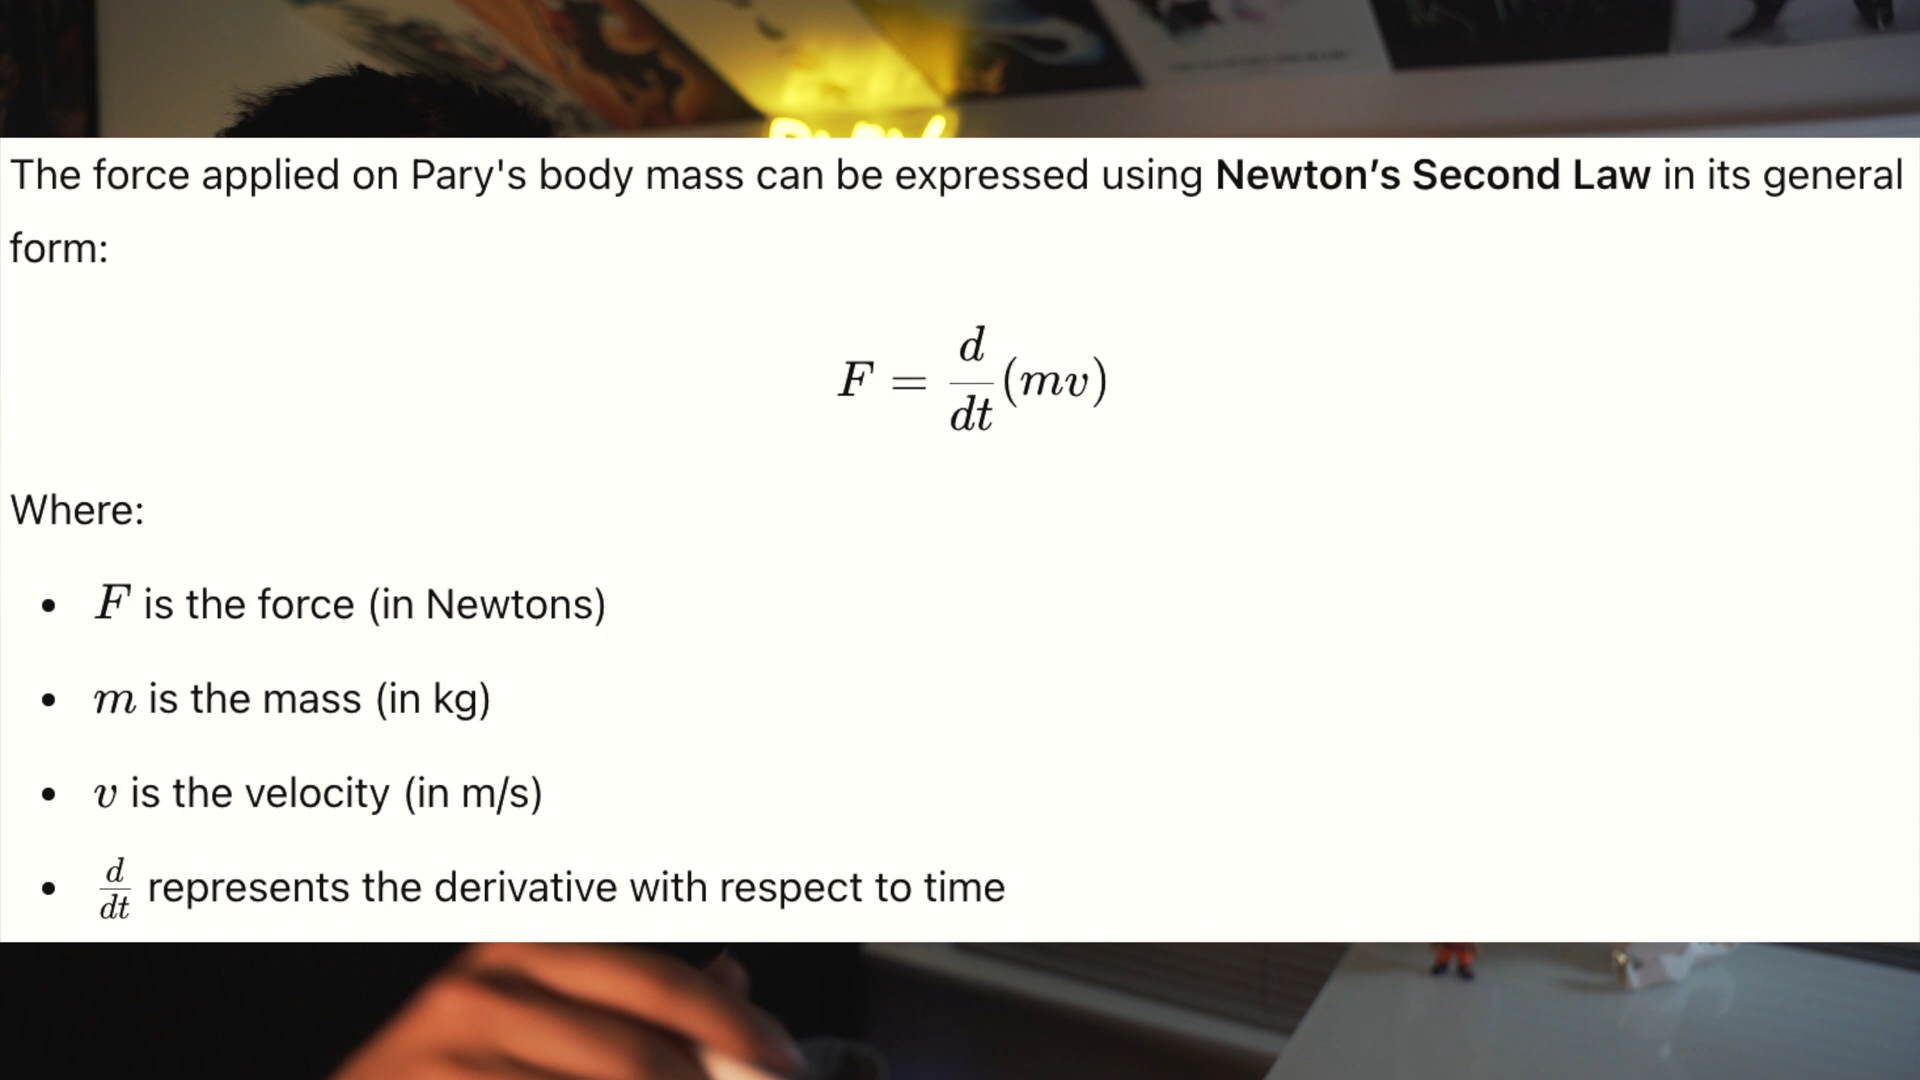 The force applied on Pary's body mass can be expressed using Newton’s Second Law in its general
form:
F = d/dt (mv)
Where:
• F is the force (in Newtons)
• m is the mass (in kg)
• v is the velocity (in m/s)
• d/dt represents the derivative with respect to time